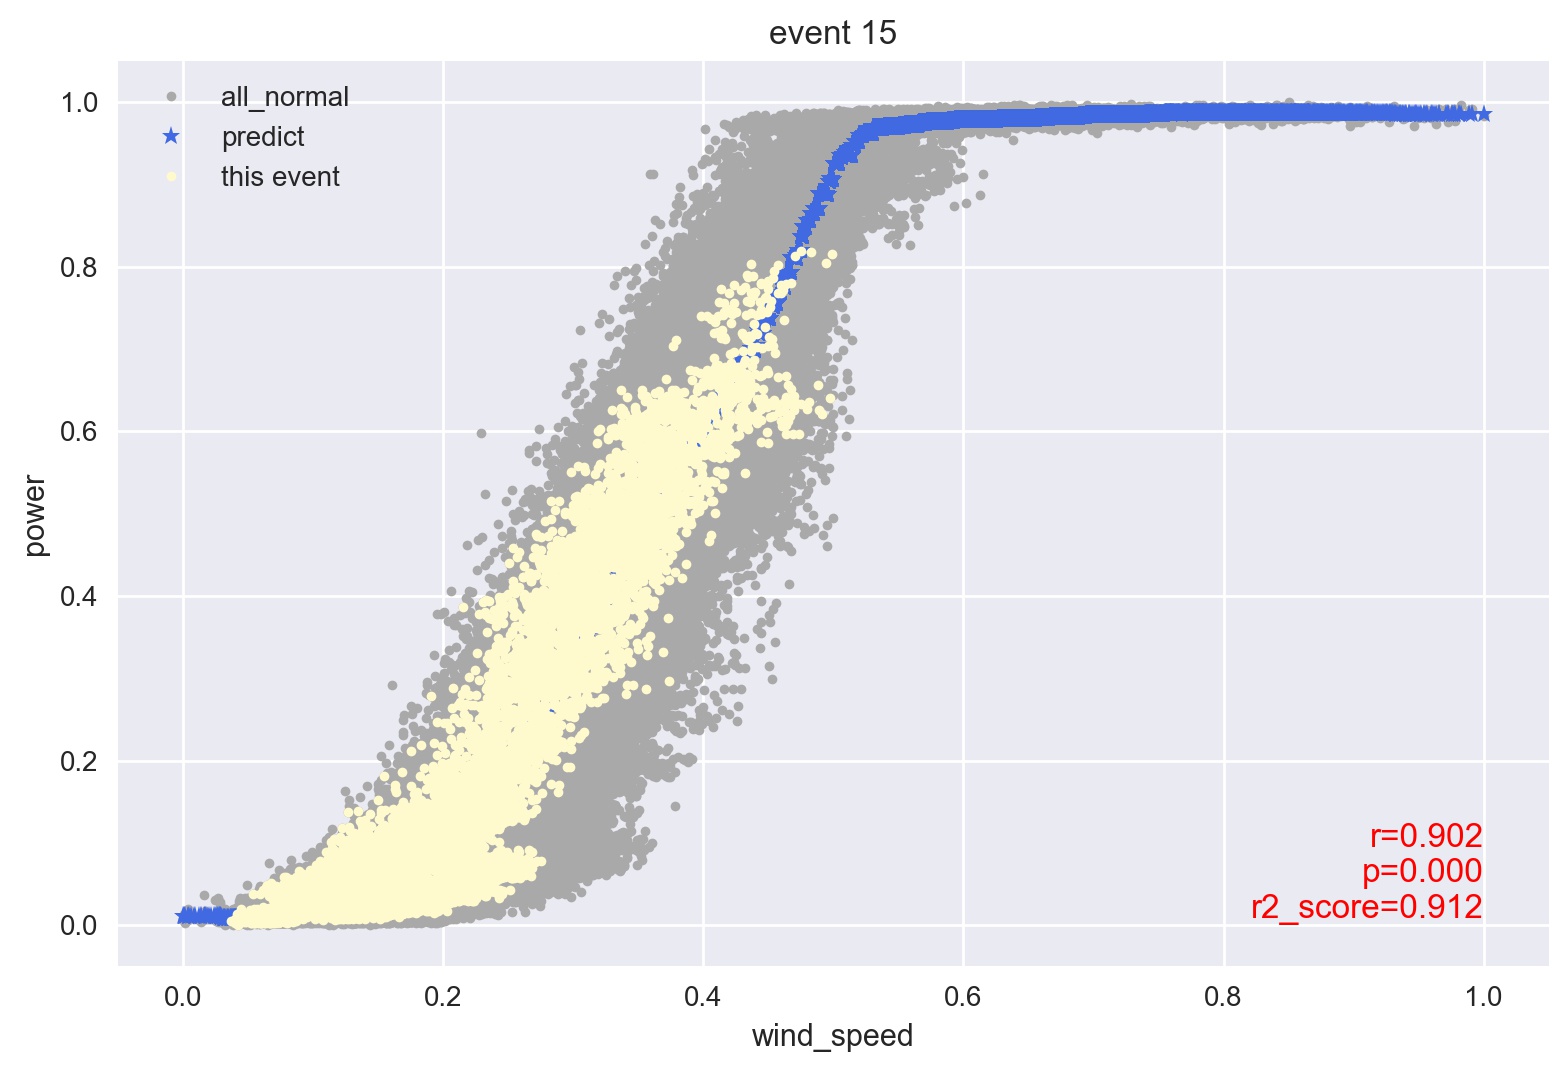 event 15
all_normal
predict
this event
1.0
0.8
0.6
0.4
0.2
0.0
power
r=0.902
p=0.000
r2_score=0.912
0.0 0.2 0.4 0.6 0.8 1.0
wind_speed